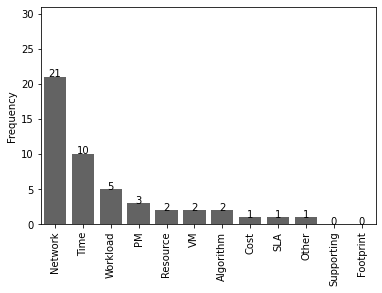 30
25
20
15
10
5
0
Frequency
21
10
5
3
2
2
2
1
1
1
0
0
Network
Time
Workload
PM
Resource
VM
Algorithm
Cost
SLA
Other
Supporting
Footprint